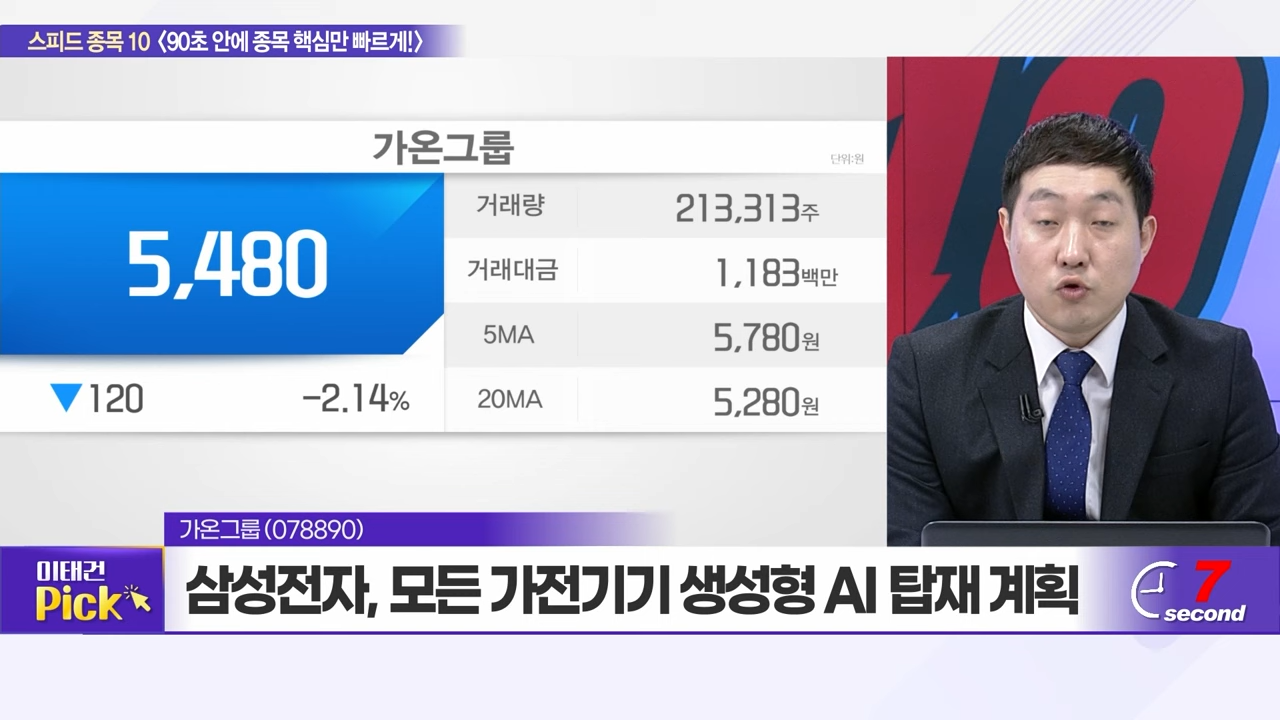 스피드 종목 10 〈90초 안에 종목 핵심만 빠르게!〉
가온그룹
단위:원
5,480
▼120 -2.14%
거래량 213,313주
거래대금 1,183백만
5MA 5,780원
20MA 5,280원
가온그룹(078890)
이태건
Pick
삼성전자, 모든 가전기기 생성형 AI 탑재 계획
7
second